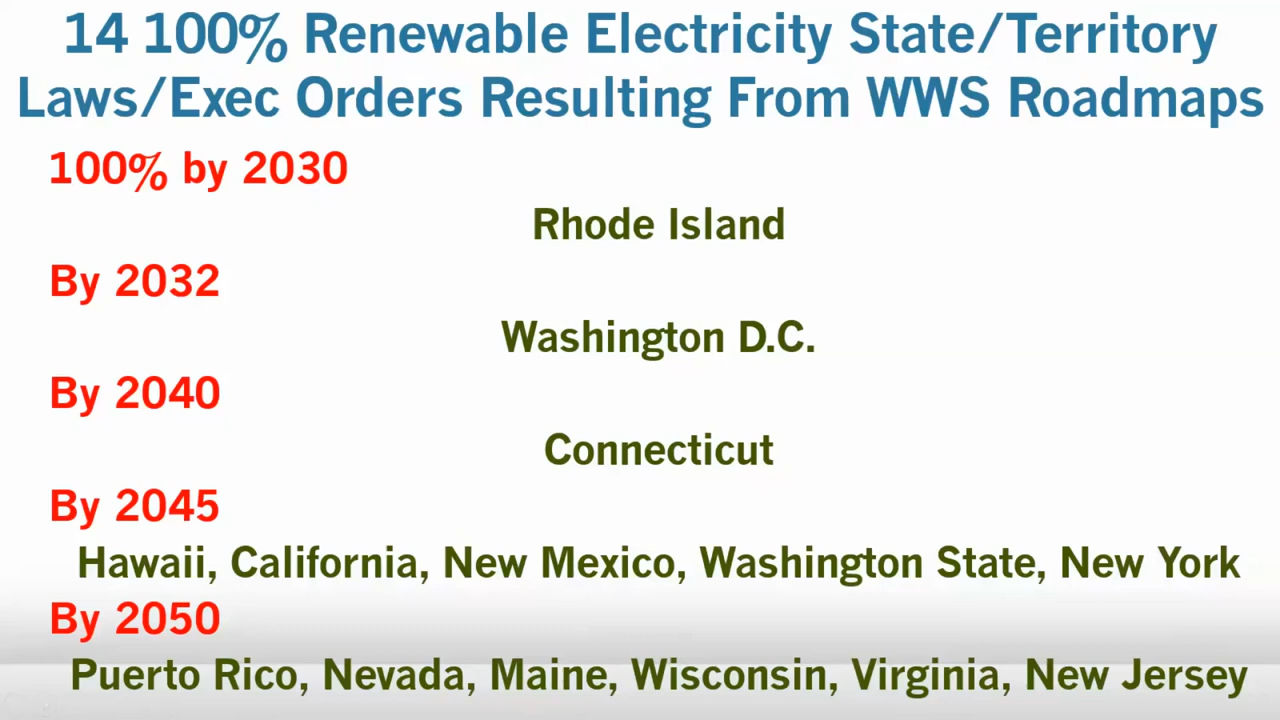 14 100% Renewable Electricity State/Territory
Laws/Exec Orders Resulting From WWS Roadmaps
100% by 2030
Rhode Island
By 2032
Washington D.C.
By 2040
Connecticut
By 2045
Hawaii, California, New Mexico, Washington State, New York
By 2050
Puerto Rico, Nevada, Maine, Wisconsin, Virginia, New Jersey